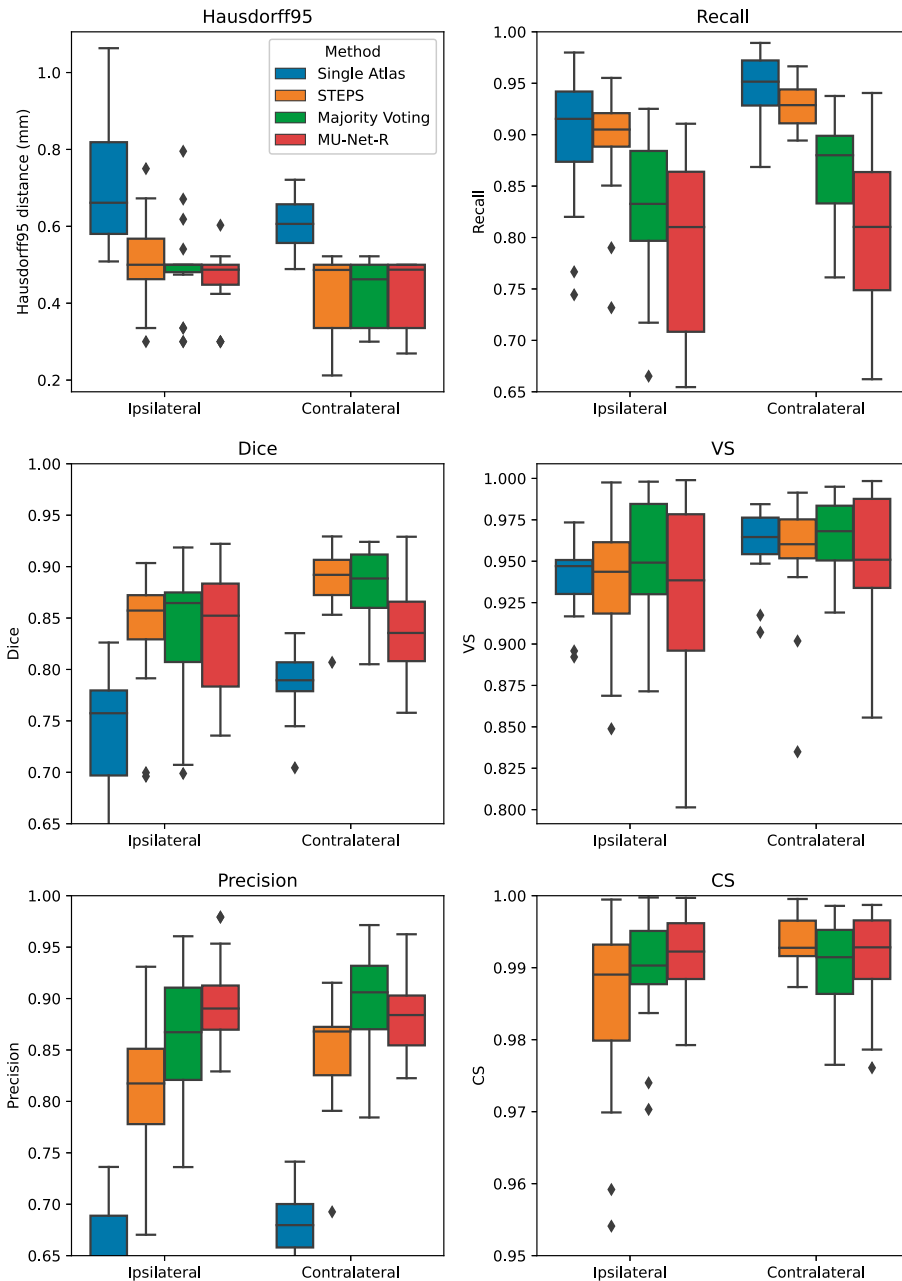 Hausdorff95
Hausdorff95 distance (mm)
1.0
0.8
0.6
0.4
0.2
Method
Single Atlas
STEPS
Majority Voting
MU-Net-R
Ipsilateral
Contralateral
Recall
Recall
1.00
0.95
0.90
0.85
0.80
0.75
0.70
0.65
Ipsilateral
Contralateral
Dice
Dice
1.00
0.95
0.90
0.85
0.80
0.75
0.70
0.65
Ipsilateral
Contralateral
VS
VS
1.000
0.975
0.950
0.925
0.900
0.875
0.850
0.825
0.800
Ipsilateral
Contralateral
Precision
Precision
1.00
0.95
0.90
0.85
0.80
0.75
0.70
0.65
Ipsilateral
Contralateral
CS
CS
1.00
0.99
0.98
0.97
0.96
0.95
Ipsilateral
Contralateral